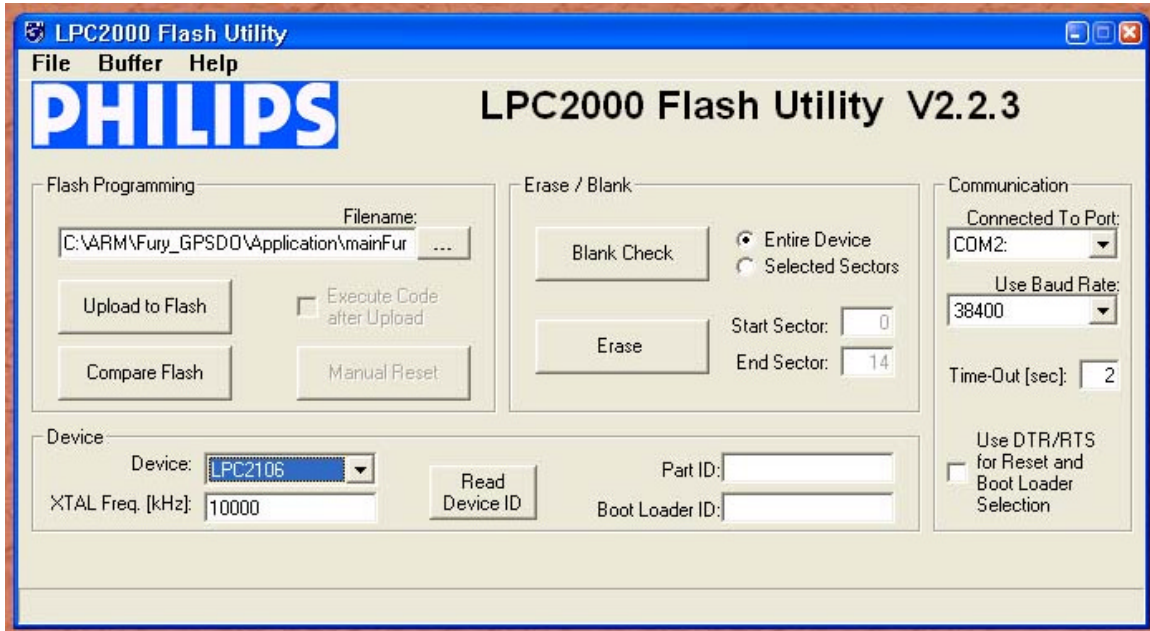 LPC2000 Flash Utility
File Buffer Help
PHILIPS
LPC2000 Flash Utility V2.2.3
Flash Programming
Filename:
C:\ARM\Fury_GPSDO\Application\mainFur
...
Upload to Flash
Execute Code
after Upload
Compare Flash
Manual Reset
Erase / Blank
Blank Check
Entire Device
Selected Sectors
Erase
Start Sector: 0
End Sector: 14
Communication
Connected To Port:
COM2:
Use Baud Rate:
38400
Time-Out [sec]: 2
Use DTR/RTS
for Reset and
Boot Loader
Selection
Device
Device: LPC2106
XTAL Freq. [kHz]: 10000
Read
Device ID
Part ID:
Boot Loader ID: